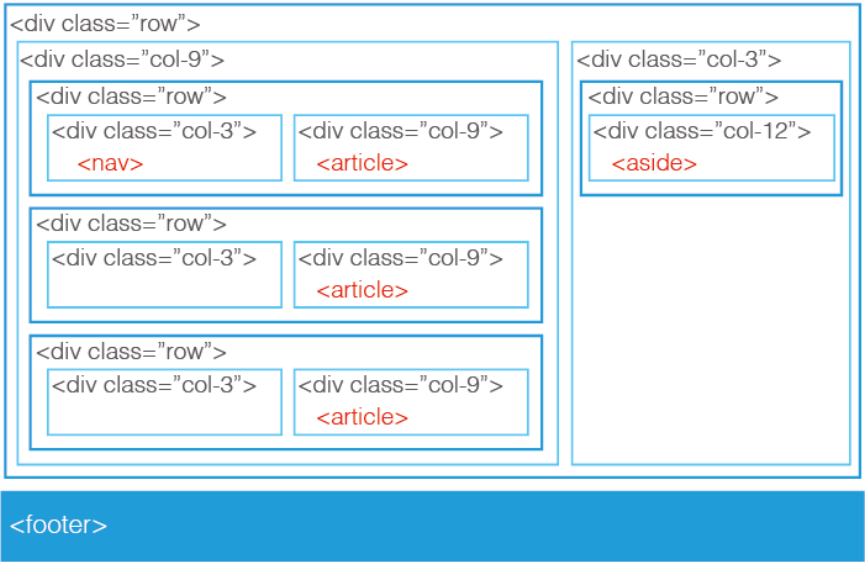 <div class=”row”>
<div class=”col-9”>
<div class=”row”>
<div class=”col-3”>
<nav>
<div class=”col-9”>
<article>
<div class=”row”>
<div class=”col-3”>
<div class=”col-9”>
<article>
<div class=”row”>
<div class=”col-3”>
<div class=”col-9”>
<article>
<div class=”col-3”>
<div class=”row”>
<div class=”col-12”>
<aside>
<footer>